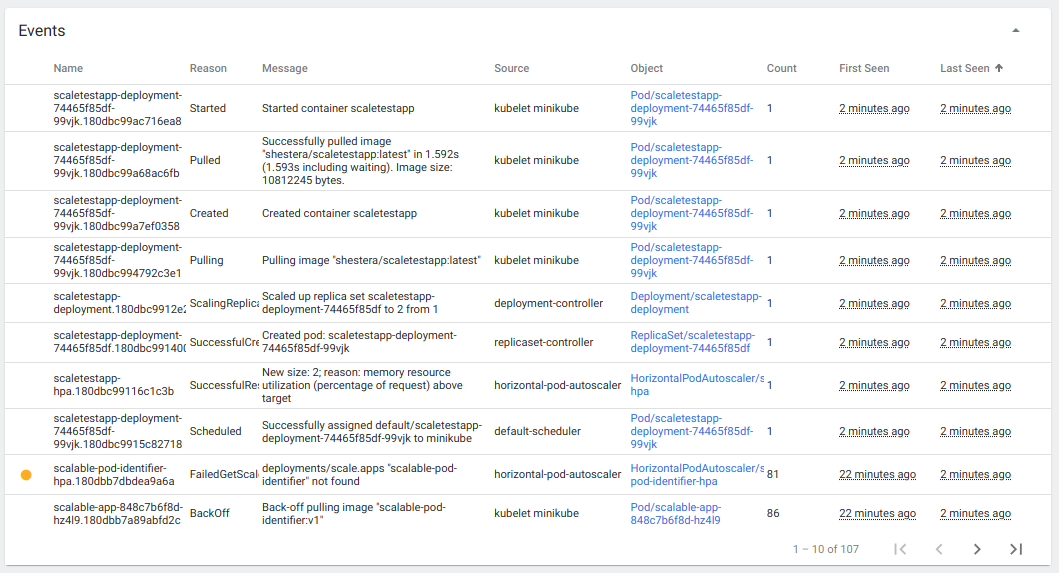 Events
Name Reason Message Source Object Count First Seen Last Seen
scaletestapp-deployment-
74465f85df-
99vjk.180dbc99ac716ea8
Started
Started container scaletestapp
kubelet minikube
Pod/scaletestapp-
deployment-74465f85df-
99vjk
1
2 minutes ago
2 minutes ago
scaletestapp-deployment-
74465f85df-
99vjk.180dbc99a68ac6fb
Pulled
Successfully pulled image
"shestera/scaletestapp:latest" in 1.592s
(1.593s including waiting). Image size:
10812245 bytes.
kubelet minikube
Pod/scaletestapp-
deployment-74465f85df-
99vjk
1
2 minutes ago
2 minutes ago
scaletestapp-deployment-
74465f85df-
99vjk.180dbc99a7ef0358
Created
Created container scaletestapp
kubelet minikube
Pod/scaletestapp-
deployment-74465f85df-
99vjk
1
2 minutes ago
2 minutes ago
scaletestapp-deployment-
74465f85df-
99vjk.180dbc994792c3e1
Pulling
Pulling image "shestera/scaletestapp:latest"
kubelet minikube
Pod/scaletestapp-
deployment-74465f85df-
99vjk
1
2 minutes ago
2 minutes ago
scaletestapp-
deployment.180dbc9912e2
ScalingReplica
Scaled up replica set scaletestapp-
deployment-74465f85df to 2 from 1
deployment-controller
Deployment/scaletestapp-
deployment
1
2 minutes ago
2 minutes ago
scaletestapp-deployment-
74465f85df.180dbc991400
SuccessfulCre
Created pod: scaletestapp-deployment-
74465f85df-99vjk
replicaset-controller
ReplicaSet/scaletestapp-
deployment-74465f85df
1
2 minutes ago
2 minutes ago
scaletestapp-
hpa.180dbc99116c1c3b
SuccessfulRes
New size: 2; reason: memory resource
utilization (percentage of request) above
target
horizontal-pod-autoscaler
HorizontalPodAutoscaler/s
hpa
1
2 minutes ago
2 minutes ago
scaletestapp-deployment-
74465f85df-
99vjk.180dbc9915c82718
Scheduled
Successfully assigned default/scaletestapp-
deployment-74465f85df-99vjk to minikube
default-scheduler
Pod/scaletestapp-
deployment-74465f85df-
99vjk
1
2 minutes ago
2 minutes ago
scalable-pod-identifier-
hpa.180dbb7dbdea9a6a
FailedGetScal
deployments/scale.apps "scalable-pod-
identifier" not found
horizontal-pod-autoscaler
HorizontalPodAutoscaler/s
pod-identifier-hpa
81
22 minutes ago
2 minutes ago
scalable-app-848c7b6f8d-
hz4l9.180dbb7a89abfd2c
BackOff
Back-off pulling image "scalable-pod-
identifier:v1"
kubelet minikube
Pod/scalable-app-
848c7b6f8d-hz4l9
86
22 minutes ago
2 minutes ago
1 – 10 of 107